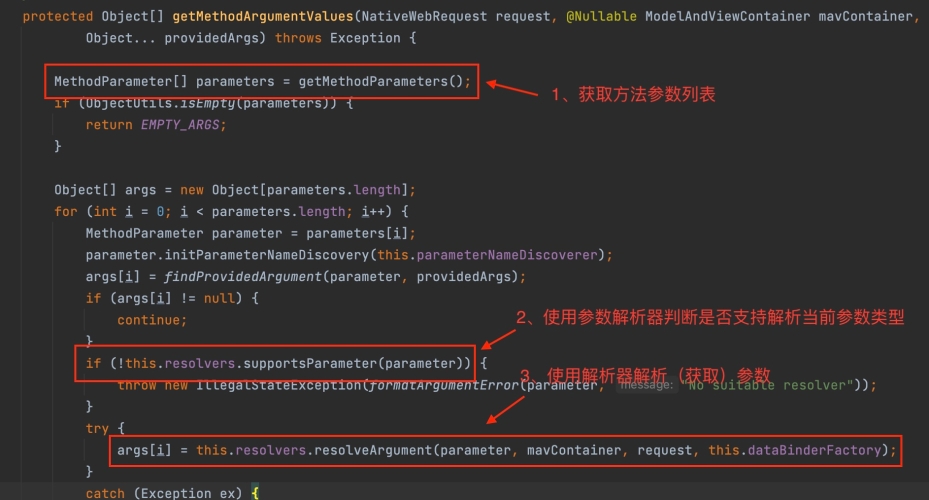 protected Object[] getMethodArgumentValues(NativeWebRequest request, @Nullable ModelAndViewContainer mavContainer,
Object... providedArgs) throws Exception {
MethodParameter[] parameters = getMethodParameters();
1、获取方法参数列表
if (ObjectUtils.isEmpty(parameters)) {
return EMPTY_ARGS;
}
Object[] args = new Object[parameters.length];
for (int i = 0; i < parameters.length; i++) {
MethodParameter parameter = parameters[i];
parameter.initParameterNameDiscovery(this.parameterNameDiscoverer);
args[i] = findProvidedArgument(parameter, providedArgs);
if (args[i] != null) {
continue;
2、使用参数解析器判断是否支持解析当前参数类型
}
if (!this.resolvers.supportsParameter(parameter)) {
3、使用解析器解析（获取）参数
throw new IllegalStateException(formatArgumentError(parameter, message: "No suitable resolver"));
}
try {
args[i] = this.resolvers.resolveArgument(parameter, mavContainer, request, this.dataBinderFactory);
}
catch (Exception ex) {